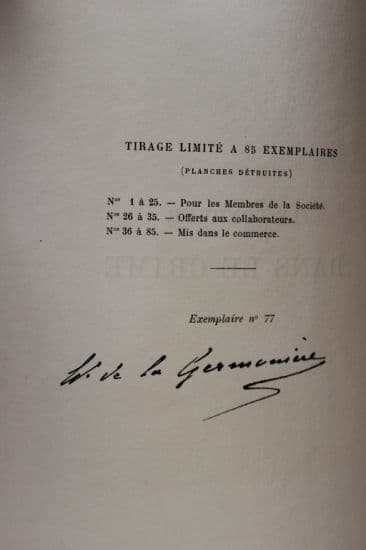 TIRAGE LIMITÉ A 85 EXEMPLAIRES
(PLANCHES DÉTRUITES)
Nos 1 à 25. — Pour les Membres de la Société.
Nos 26 à 35. — Offerts aux collaborateurs.
Nos 36 à 85. — Mis dans le commerce.
Exemplaire no 77
de la Germonière